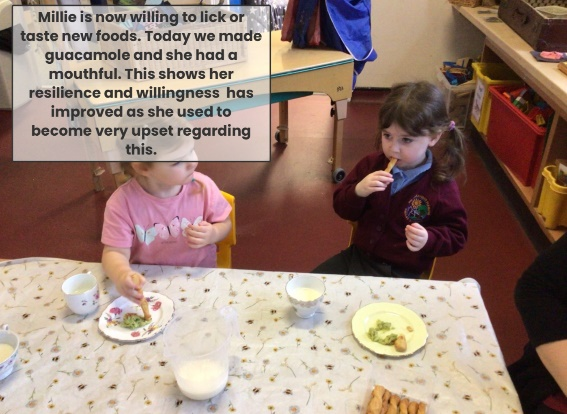 Millie is now willing to lick or
taste new foods. Today we made
guacamole and she had a
mouthful. This shows her
resilience and willingness has
improved as she used to
become very upset regarding
this.